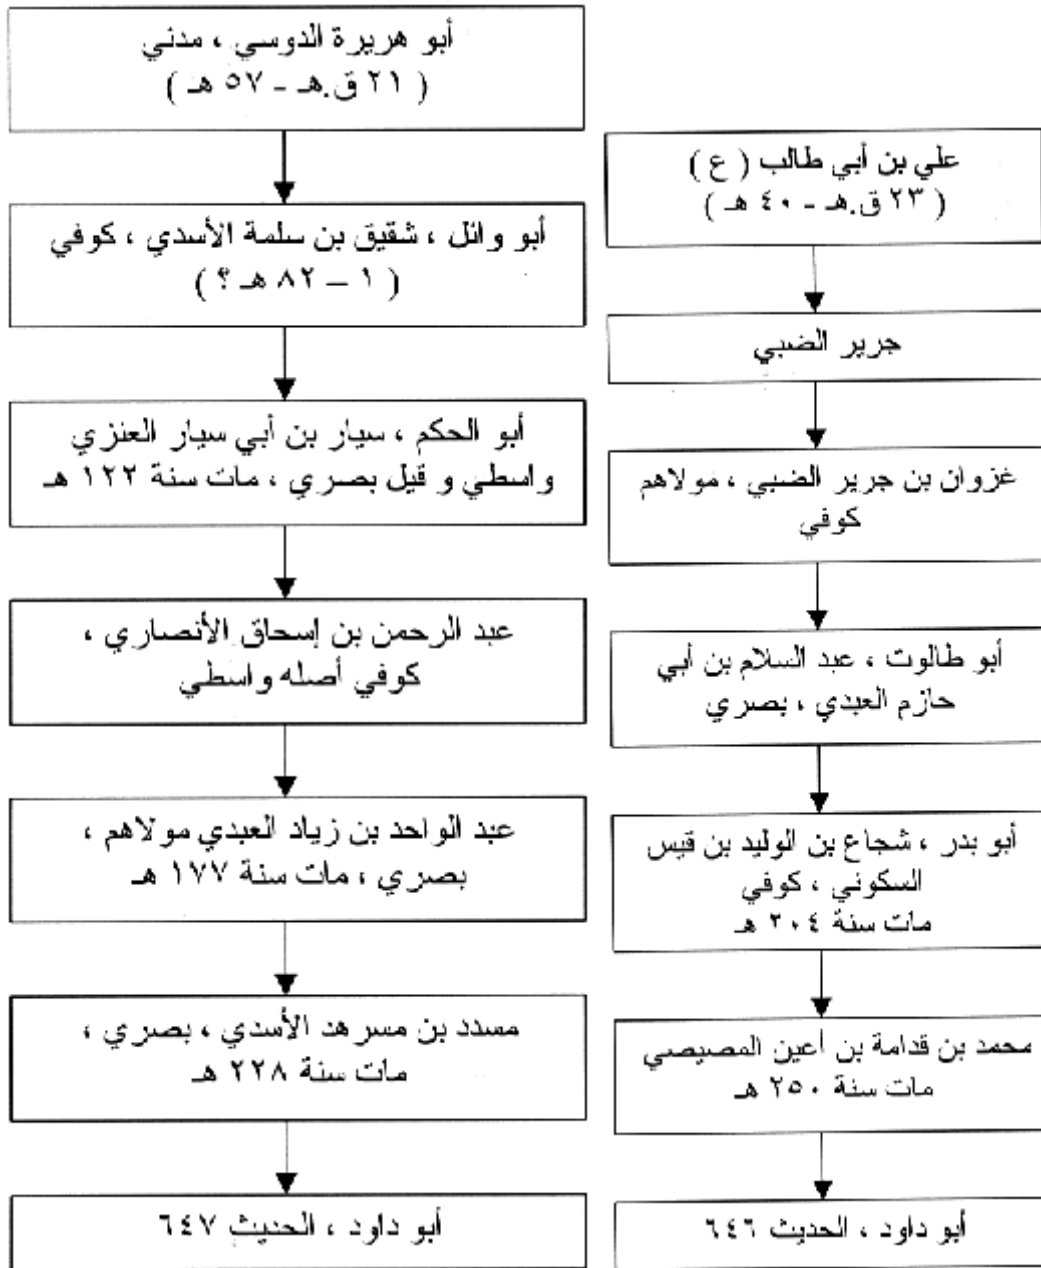 أبو هريرة الدوسي ، مدني
( ٢١ ق.هـ - ٥٧ هـ )
أبو وائل ، شقيق بن سلمة الأسدي ، كوفي
( ١ – ٨٢ هـ ؟ )
أبو الحكم ، سيار بن أبي سيار العنزي
واسطي و قيل بصري ، مات سنة ١٢٢ هـ
عبد الرحمن بن إسحاق الأنصاري ،
كوفي أصله واسطي
عبد الواحد بن زياد العبدي مولاهم ،
بصري ، مات سنة ١٧٧ هـ
مسدد بن مسرهد الأسدي ، بصري ،
مات سنة ٢٢٨ هـ
أبو داود ، الحديث ٦٤٧
علي بن أبي طالب ( ع )
( ٢٣ ق.هـ - ٤٠ هـ )
جرير الضبي
غزوان بن جرير الضبي ، مولاهم
كوفي
أبو طالوت ، عبد السلام بن أبي
حازم العبدي ، بصري
أبو بدر ، شجاع بن الوليد بن قيس
السكوني ، كوفي
مات سنة ٢٠٤ هـ
محمد بن قدامة بن أعين المصيصي
مات سنة ٢٥٠ هـ
أبو داود ، الحديث ٦٤٦